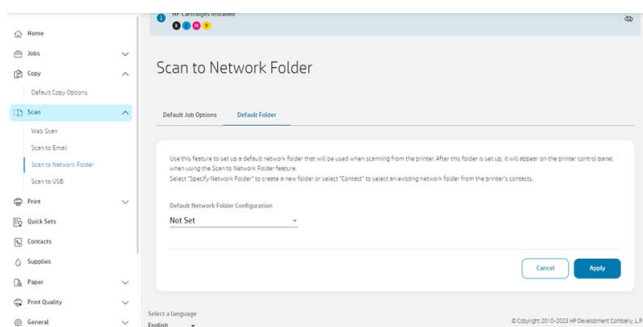 HP Cartridges Installed
K C M Y
Home
Jobs
Copy
Default Copy Options
Scan
Web Scan
Scan to Email
Scan to Network Folder
Scan to USB
Print
Quick Sets
Contacts
Supplies
Paper
Print Quality
General
Scan to Network Folder
Default Job Options
Default Folder
Use this feature to set up a default network folder that will be used when scanning from the printer. After this folder is set up, it will appear on the printer control panel
when using the Scan to Network Folder feature.
Select "Specify Network Folder" to create a new folder or select "Contact" to select an existing network folder from the printer's contacts.
Default Network Folder Configuration
Not Set
Cancel
Apply
Select a language
English
© Copyright 2010-2023 HP Development Company, L.P.